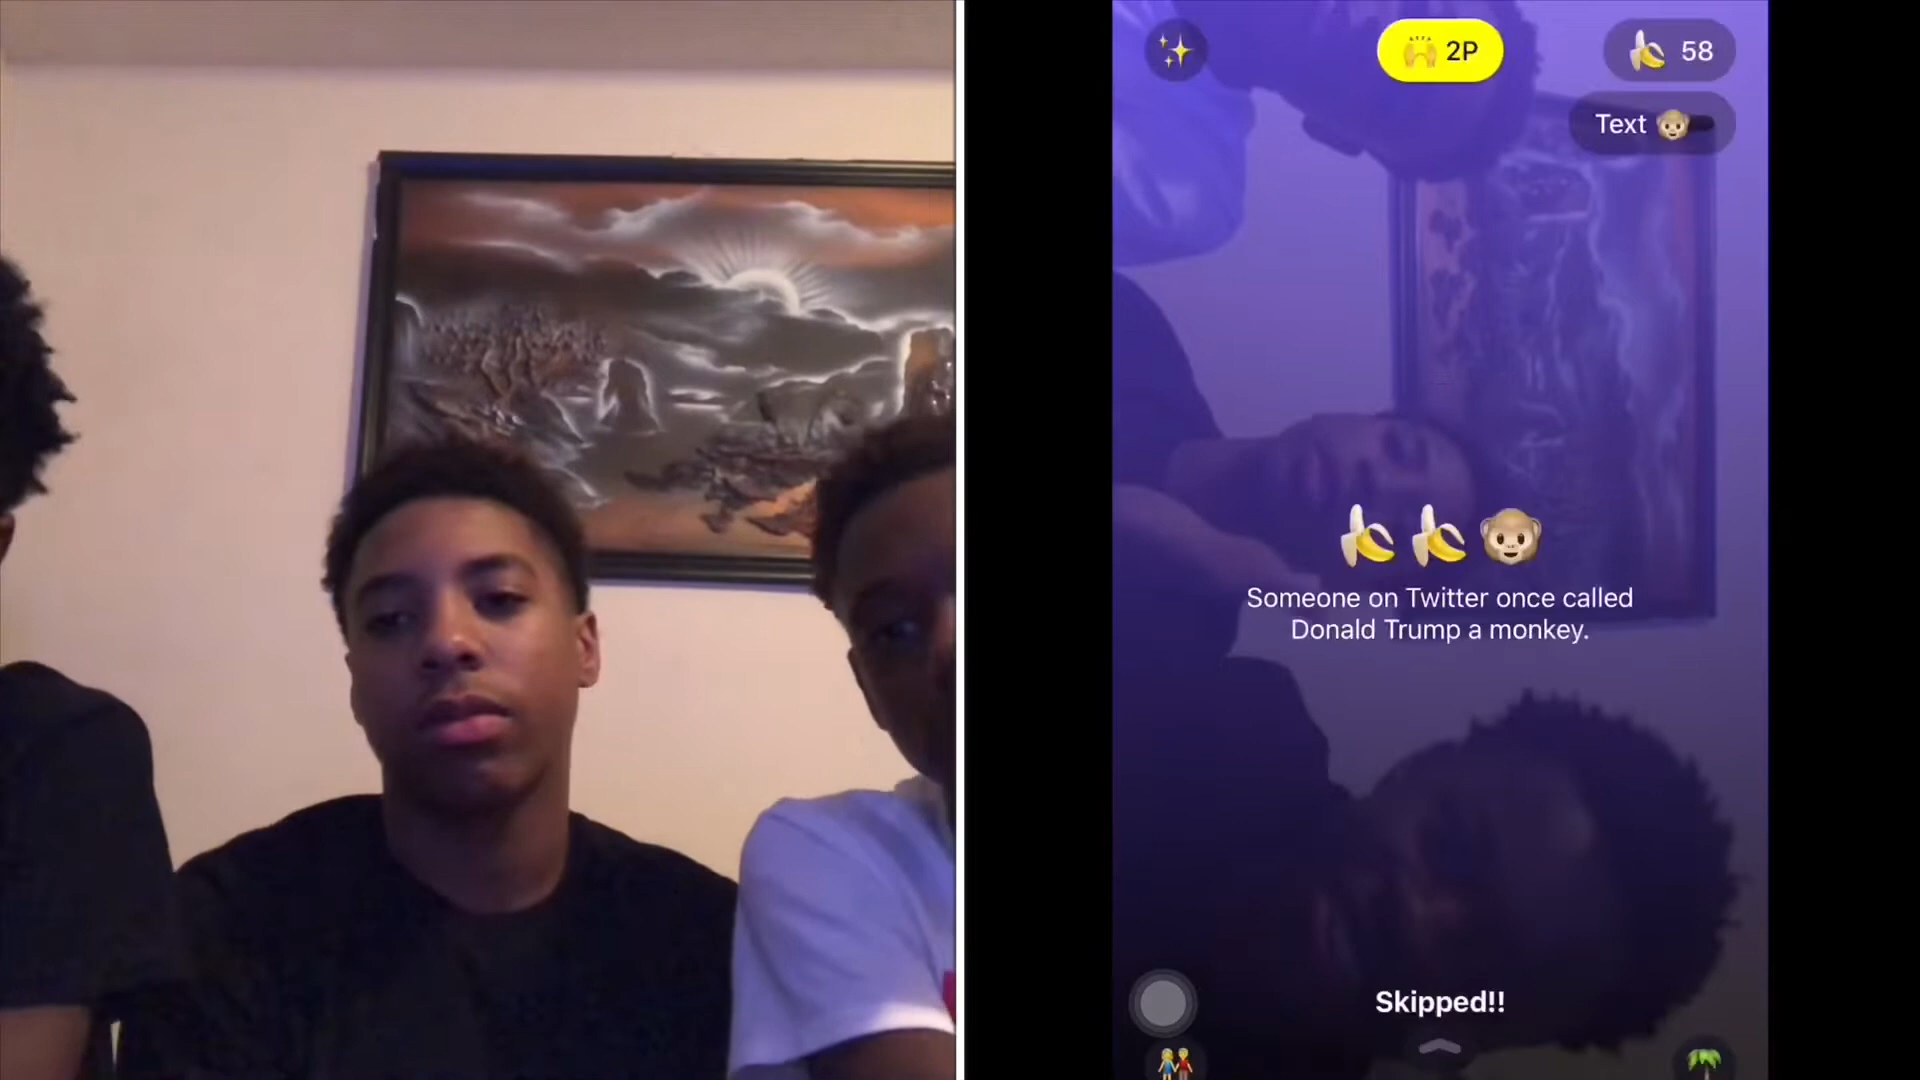 2P
58
Text
Someone on Twitter once called
Donald Trump a monkey.
Skipped!!